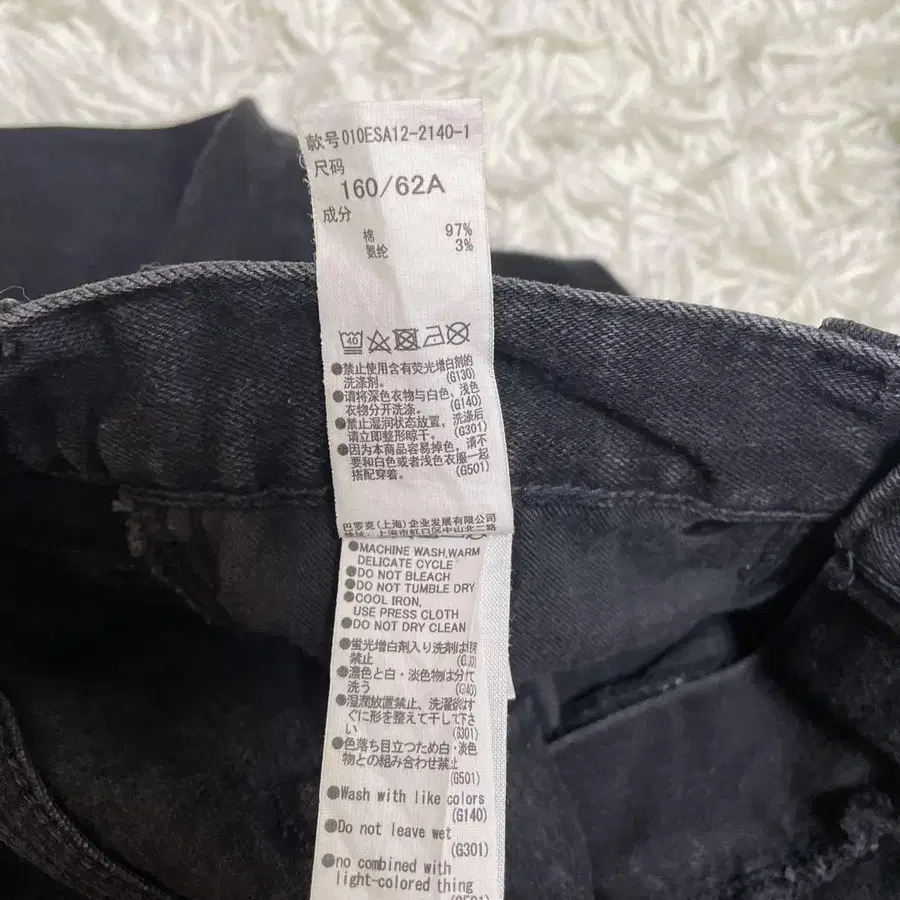 款号010ESA12-2140-1
尺码
160/62A
成分
棉 97%
氨纶 3%
40
●禁止使用含有荧光增白剂的
洗涤剂。 (G130)
●请将深色衣物与白色，浅色
衣物分开洗涤。 (G140)
●禁止湿润状态放置，洗涤后
请立即整形晾干。 (G301)
●因为本商品容易掉色，请不
要和白色或者浅色衣服一起
搭配穿着。 (G501)
巴罗克(上海)企业发展有限公司
●MACHINE WASH,WARM
DELICATE CYCLE
●DO NOT BLEACH
●DO NOT TUMBLE DRY
●COOL IRON,
USE PRESS CLOTH
●DO NOT DRY CLEAN
●蛍光増白剤入り洗剤は使用
禁止
●濃色と白・淡色物は分けて
洗う (G140)
●湿潤放置禁止、洗濯後はす
ぐに形を整えて干して下さ
い (G301)
●色落ち目立つため白・淡色
物との組み合わせ禁止
(G501)
●Wash with like colors
(G140)
●Do not leave wet
(G301)
●no combined with
light-colored thing